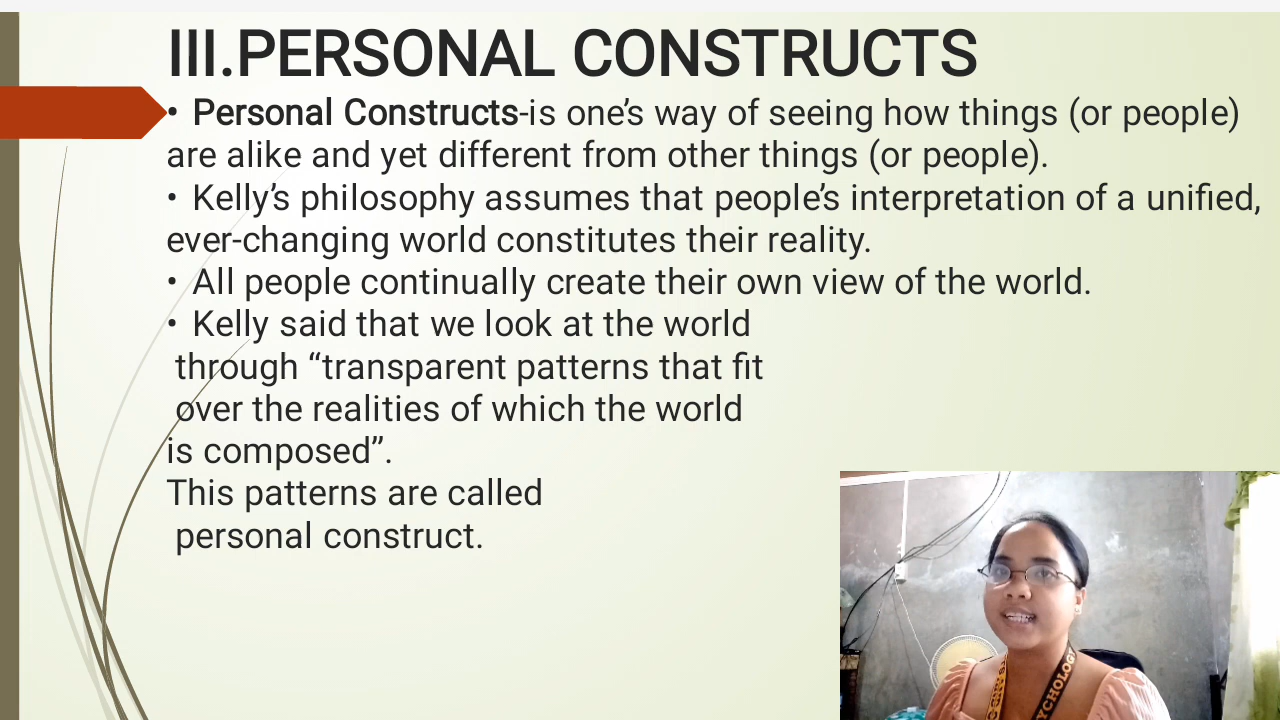 III.PERSONAL CONSTRUCTS
• Personal Constructs-is one's way of seeing how things (or people)
are alike and yet different from other things (or people).
• Kelly's philosophy assumes that people's interpretation of a unified,
ever-changing world constitutes their reality.
• All people continually create their own view of the world.
• Kelly said that we look at the world
through “transparent patterns that fit
over the realities of which the world
is composed”.
This patterns are called
personal construct.
YCHOLOGY